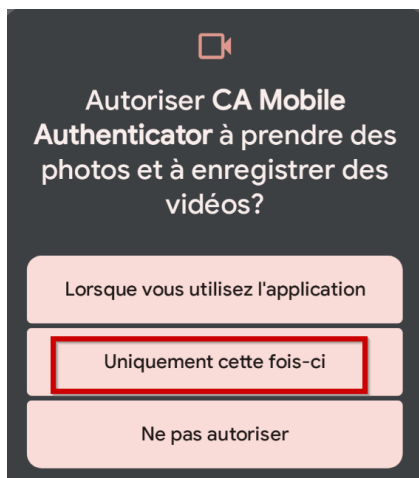 Autoriser CA Mobile
Authenticator à prendre des
photos et à enregistrer des
vidéos?
Lorsque vous utilisez l'application
Uniquement cette fois-ci
Ne pas autoriser